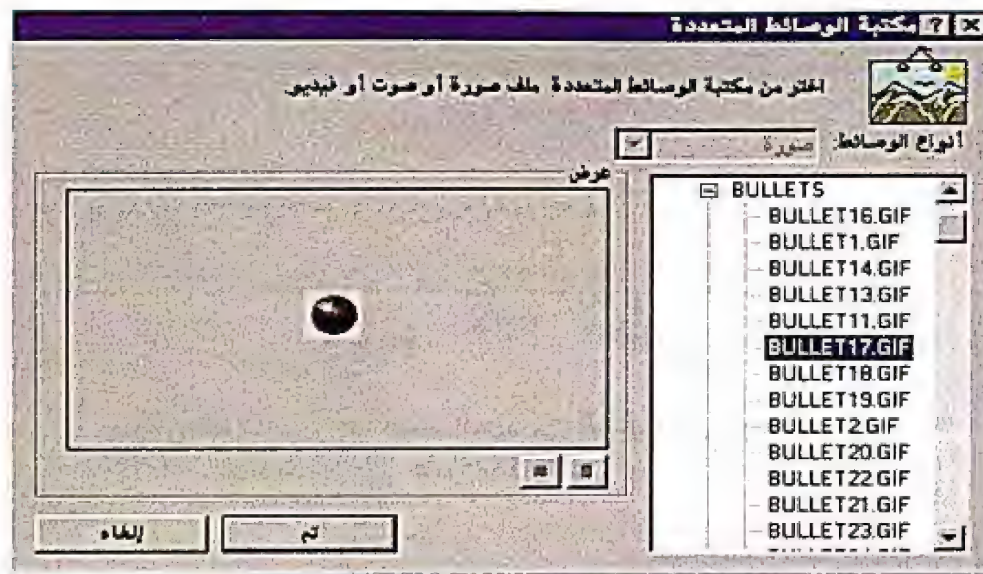 مكتبة الوسائط المتعددة
اختر من مكتبة الوسائط المتعددة ملف صورة أو صوت أو فيديو.
أنواع الوسائط: صورة
عرض
BULLETS
BULLET16.GIF
BULLET1.GIF
BULLET14.GIF
BULLET13.GIF
BULLET11.GIF
BULLET17.GIF
BULLET18.GIF
BULLET19.GIF
BULLET2.GIF
BULLET20.GIF
BULLET22.GIF
BULLET21.GIF
BULLET23.GIF
تم
إلغاء